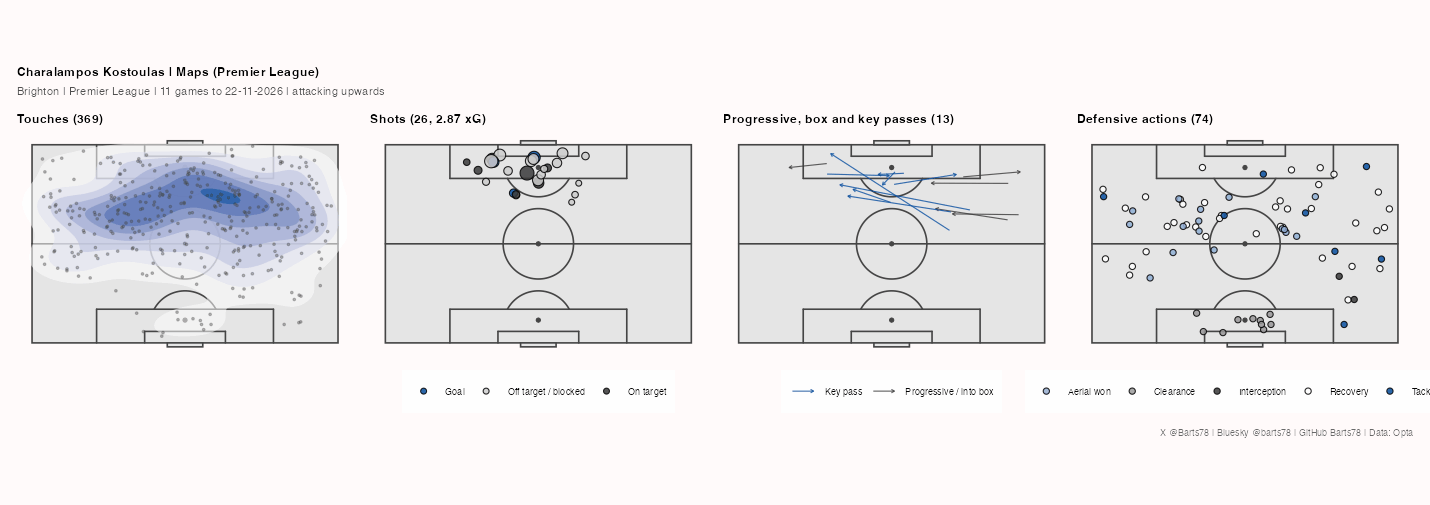 Charalampos Kostoulas | Maps (Premier League)
Brighton | Premier League | 11 games to 22-11-2026 | attacking upwards
Touches (369)
Shots (26, 2.87 xG)
Progressive, box and key passes (13)
Defensive actions (74)
Goal
Off target / blocked
On target
Key pass
Progressive / into box
Aerial won
Clearance
Interception
Recovery
Tack
X @Barts78 | Bluesky @barts78 | GitHub Barts78 | Data: Opta